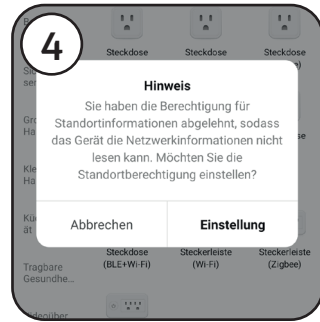 4
Steckdose Steckdose Steckdose
Hinweis
Sie haben die Berechtigung für
Standortinformationen abgelehnt, sodass
das Gerät die Netzwerkinformationen nicht
lesen kann. Möchten Sie die
Standortberechtigung einstellen?
Abbrechen Einstellung
Steckdose Steckerleiste Steckerleiste
(BLE+Wi-Fi) (Wi-Fi) (Zigbee)
Tragbare
Gesundhe...